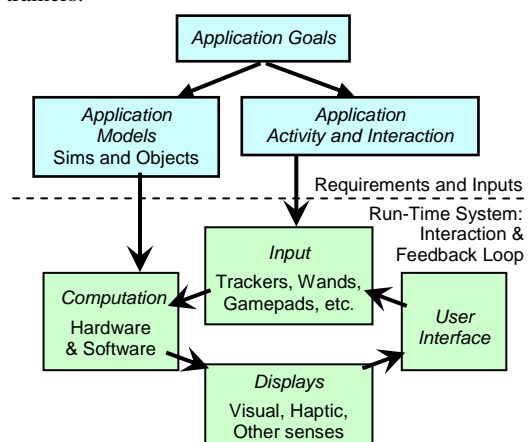 trainers.
Application Goals
Application
Models
Sims and Objects
Application
Activity and Interaction
Requirements and Inputs
Run-Time System:
Interaction &
Feedback Loop
Input
Trackers, Wands,
Gamepads, etc.
Computation
Hardware
& Software
User
Interface
Displays
Visual, Haptic,
Other senses